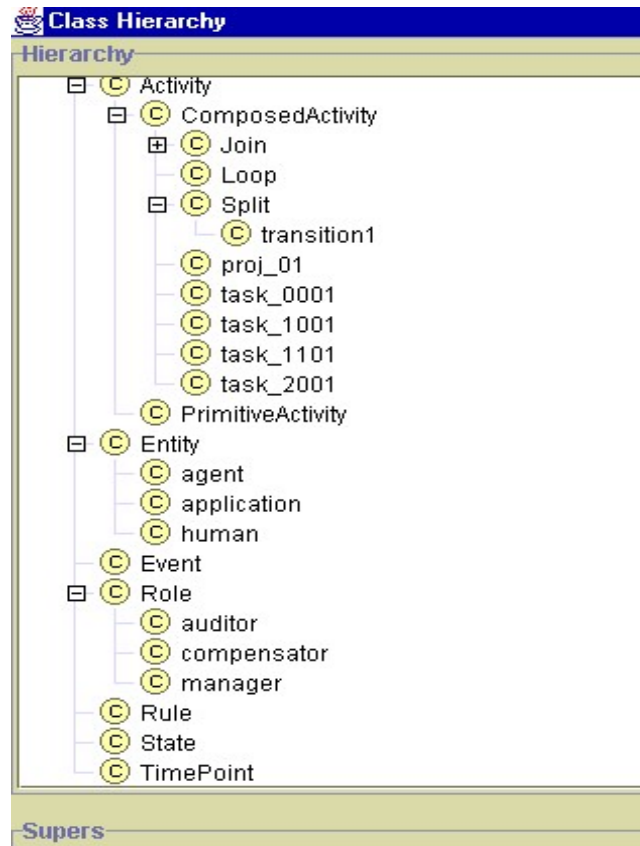 Class Hierarchy
Hierarchy
C Activity
C ComposedActivity
C Join
C Loop
C Split
C transition1
C proj_01
C task_0001
C task_1001
C task_1101
C task_2001
C PrimitiveActivity
C Entity
C agent
C application
C human
C Event
C Role
C auditor
C compensator
C manager
C Rule
C State
C TimePoint
Supers